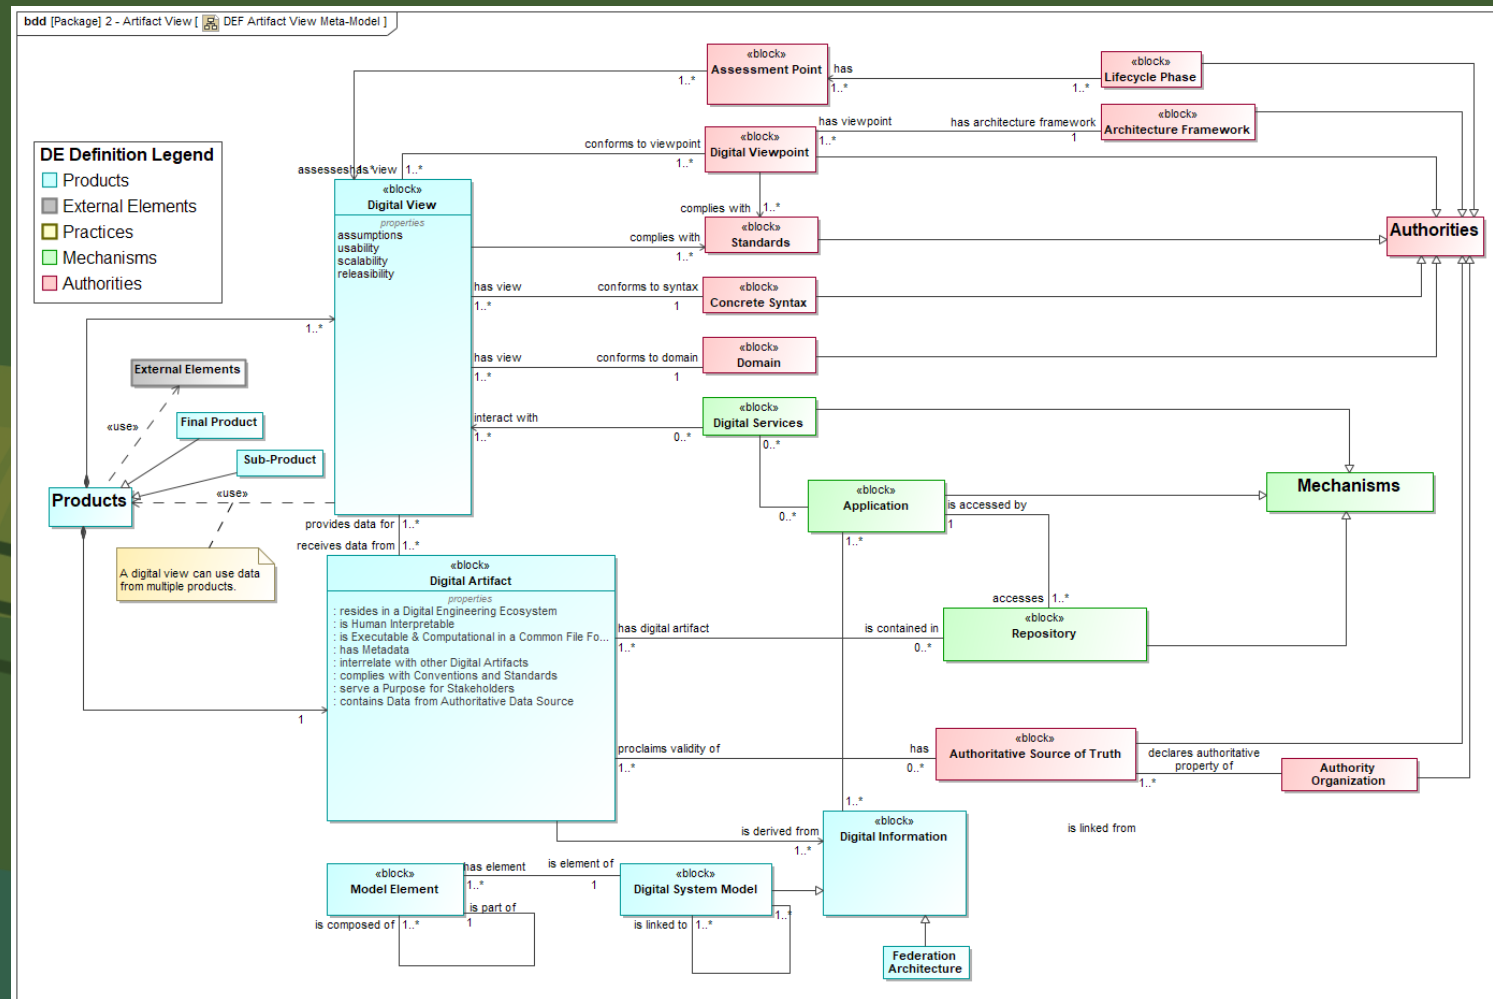 bdd [Package] 2 - Artifact View [ DEF Artifact View Meta-Model ]
DE Definition Legend
Products
External Elements
Practices
Mechanisms
Authorities
«block»
Assessment Point
1..*
has
1..*
1..*
«block»
Lifecycle Phase
«block»
Digital Viewpoint
conforms to viewpoint
1..*
has viewpoint
1..*
has architecture framework
1
«block»
Architecture Framework
assesses
1..*
has view
1..*
complies with
1..*
«block»
Digital View
properties
assumptions
usability
scalability
releasibility
complies with
1..*
«block»
Standards
Authorities
has view
1..*
conforms to syntax
1
«block»
Concrete Syntax
has view
1..*
conforms to domain
1
«block»
Domain
interact with
1..*
0..*
«block»
Digital Services
0..*
0..*
«block»
Application
is accessed by
1
1..*
Mechanisms
1..*
External Elements
«use»
Final Product
Sub-Product
Products
«use»
A digital view can use data
from multiple products.
1
provides data for
1..*
receives data from
1..*
«block»
Digital Artifact
properties
: resides in a Digital Engineering Ecosystem
: is Human Interpretable
: is Executable & Computational in a Common File Fo...
: has Metadata
: interrelate with other Digital Artifacts
: complies with Conventions and Standards
: serve a Purpose for Stakeholders
: contains Data from Authoritative Data Source
accesses
1..*
has digital artifact
1..*
is contained in
0..*
«block»
Repository
proclaims validity of
1..*
has
0..*
«block»
Authoritative Source of Truth
declares authoritative
property of
1..*
Authority
Organization
1..*
is derived from
1..*
«block»
Digital Information
is linked from
«block»
Model Element
has element
1..*
is element of
1
«block»
Digital System Model
is part of
1
is composed of
1..*
is linked to
1..*
1..*
Federation
Architecture